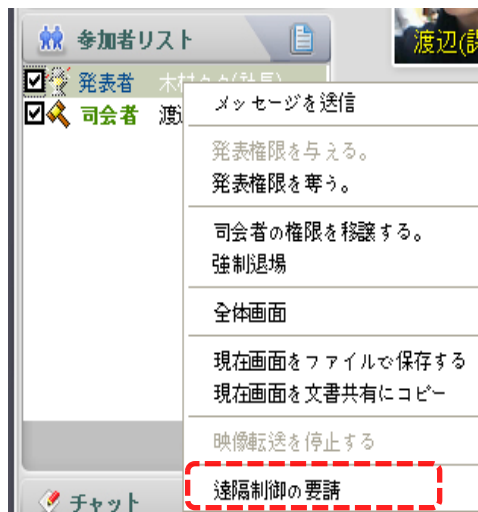 参加者リスト
渡辺(課
発表者 木村
司会者 渡辺
メッセージを送信
発表権限を与える。
発表権限を奪う。
司会者の権限を移譲する。
強制退場
全体画面
現在画面をファイルで保存する
現在画面を文書共有にコピー
映像転送を停止する
遠隔制御の要請
チャット